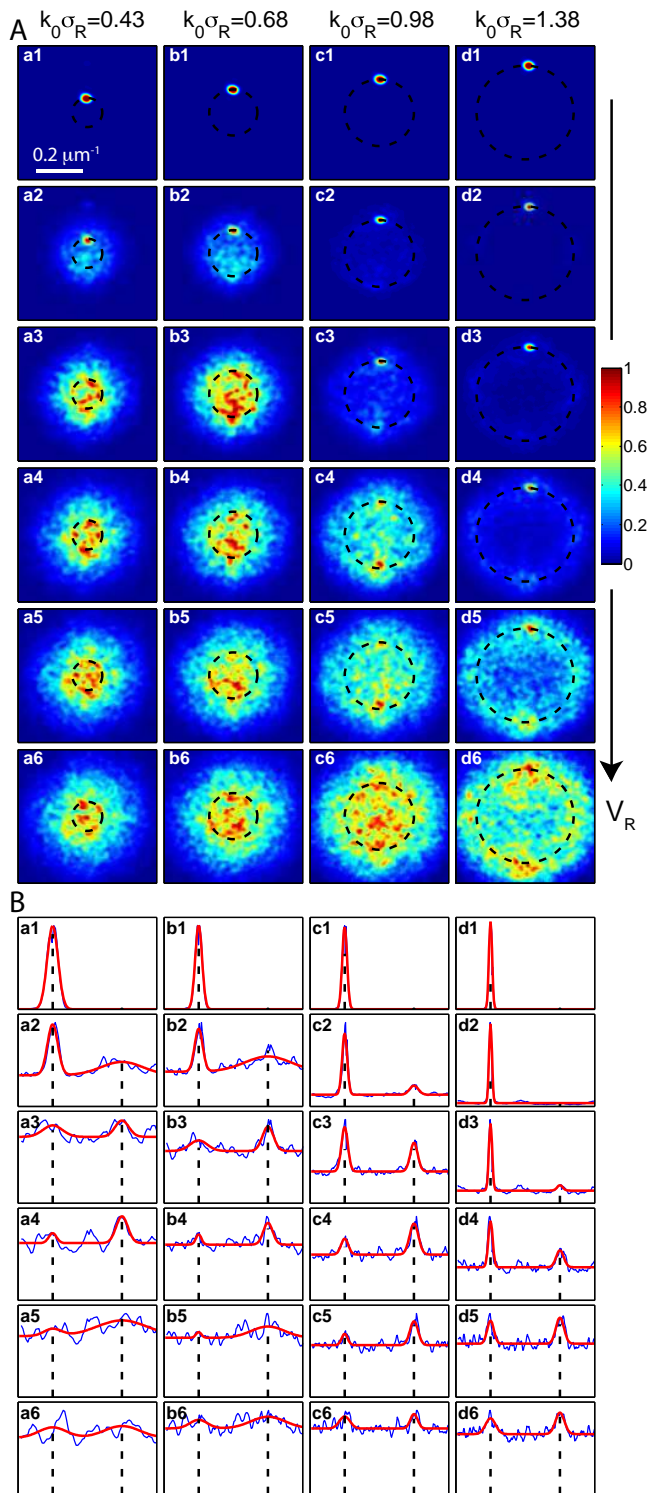 k0σR=0.43 k0σR=0.68 k0σR=0.98 k0σR=1.38
A
a1 b1 c1 d1
0.2 μm-1
a2 b2 c2 d2
a3 b3 c3 d3
1
0.8
0.6
0.4
0.2
0
a4 b4 c4 d4
a5 b5 c5 d5
a6 b6 c6 d6
VR
B
a1 b1 c1 d1
a2 b2 c2 d2
a3 b3 c3 d3
a4 b4 c4 d4
a5 b5 c5 d5
a6 b6 c6 d6